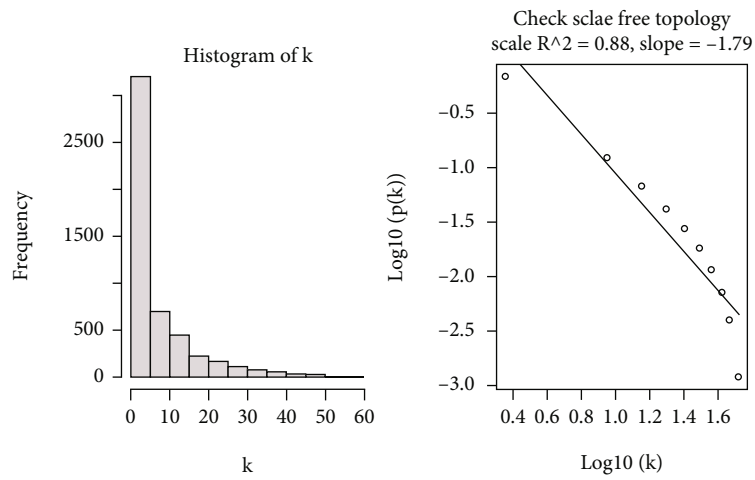 Histogram of k
Frequency
2500
1500
500
0
0 10 20 30 40 50 60
k
Check sclae free topology
scale R^2 = 0.88, slope = –1.79
Log10 (p(k))
–0.5
–1.0
–1.5
–2.0
–2.5
–3.0
0.4 0.6 1.0 1.2 1.4 1.6
Log10 (k)